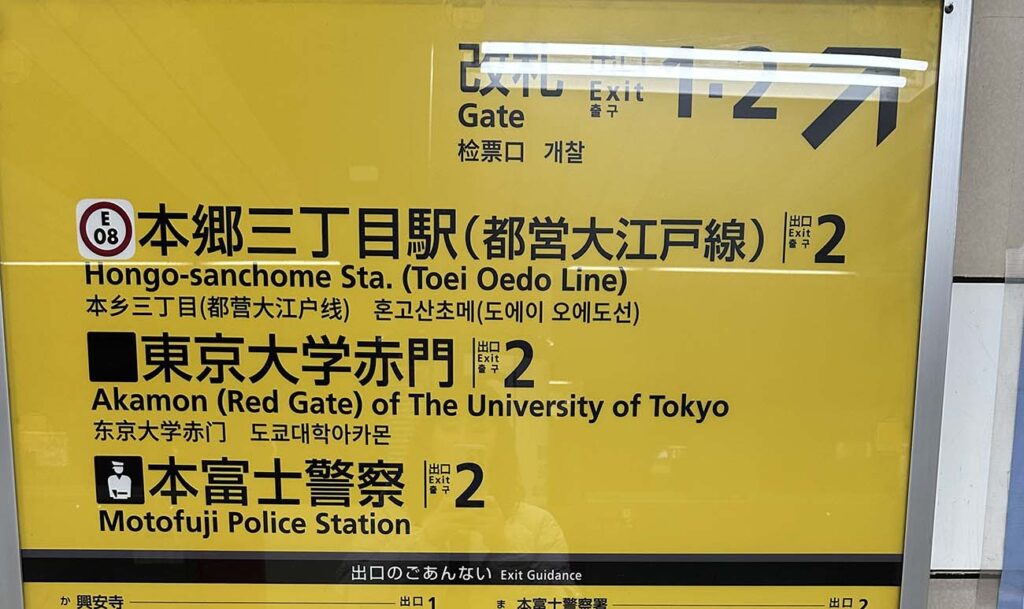 改札 出口 Exit 출구 1·2
Gate
检票口 개찰
E 08 本郷三丁目駅(都営大江戸線) 出口 Exit 출구 2
Hongo-sanchome Sta. (Toei Oedo Line)
本乡三丁目(都营大江户线) 혼고산초메(도에이 오에도선)
東京大学赤門 出口 Exit 출구 2
Akamon (Red Gate) of The University of Tokyo
东京大学赤门 도쿄대학아카몬
本富士警察 出口 Exit 출구 2
Motofuji Police Station
出口のごあんない Exit Guidance
か 興安寺 出口 1 ま 本富士警察署 出口 2